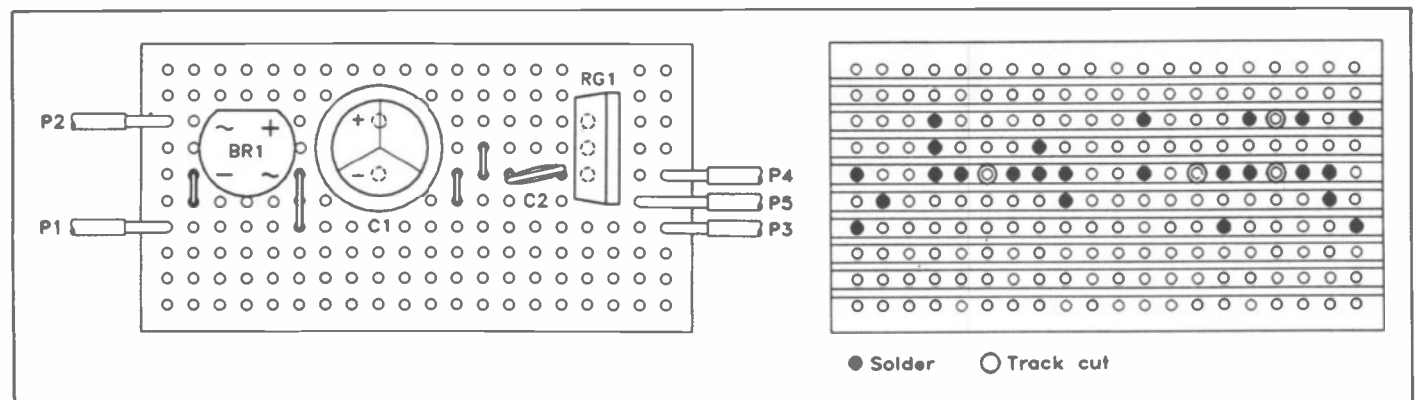 RG1
P2
+
~ +
BR1
- ~
-
P4
C2
P5
P1
C1
P3
Solder
Track cut